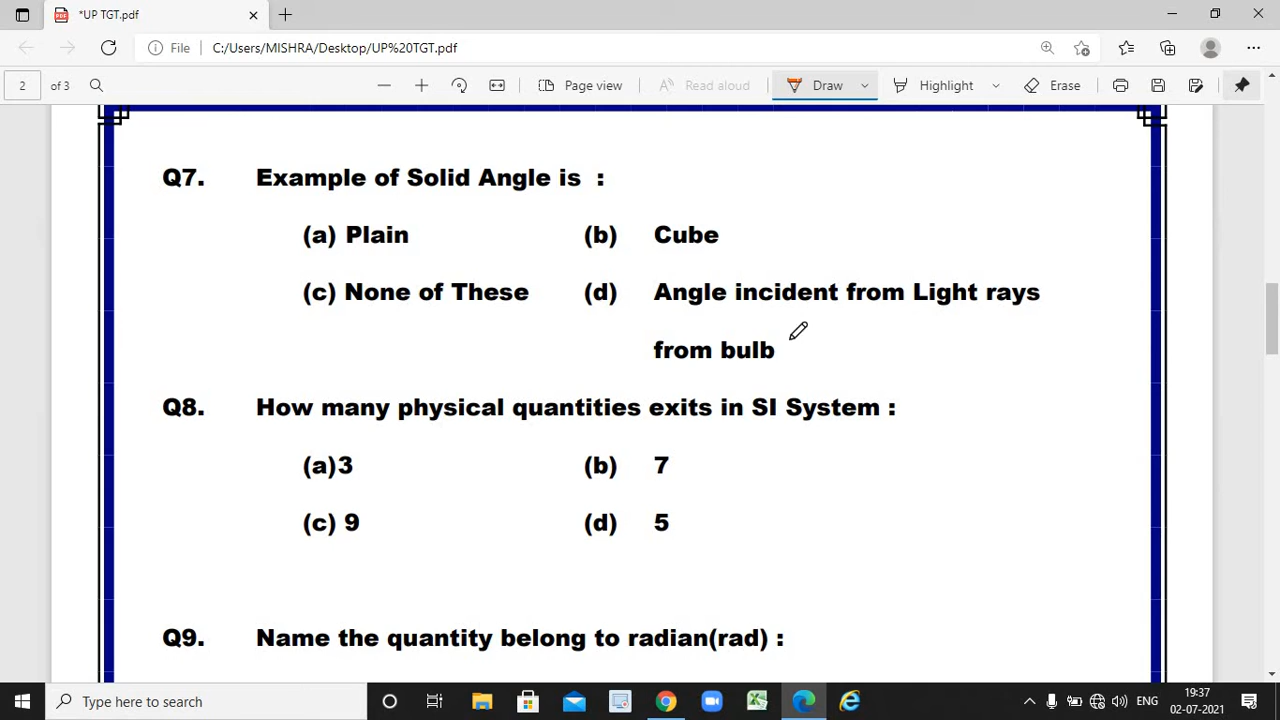 *UP TGT.pdf
File
C:/Users/MISHRA/Desktop/UP%20TGT.pdf
2 of 3
Page view
Read aloud
Draw
Highlight
Erase
Q7. Example of Solid Angle is :
(a) Plain (b) Cube
(c) None of These (d) Angle incident from Light rays
from bulb
Q8. How many physical quantities exits in SI System :
(a)3 (b) 7
(c) 9 (d) 5
Q9. Name the quantity belong to radian(rad) :
Type here to search
ENG
19:37
02-07-2021